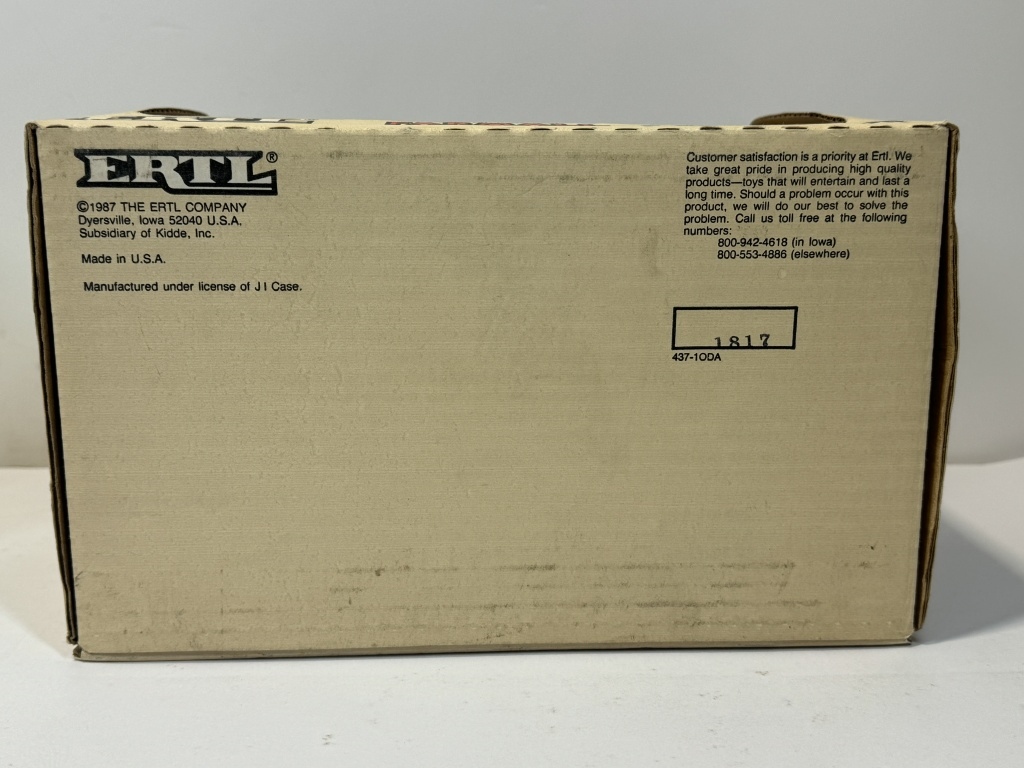 ERTL®
©1987 THE ERTL COMPANY
Dyersville, Iowa 52040 U.S.A.
Subsidiary of Kidde, Inc.
Made in U.S.A.
Manufactured under license of J I Case.
Customer satisfaction is a priority at Ertl. We
take great pride in producing high quality
products—toys that will entertain and last a
long time. Should a problem occur with this
product, we will do our best to solve the
problem. Call us toll free at the following
numbers:
800-942-4618 (in Iowa)
800-553-4886 (elsewhere)
1817
437-1ODA